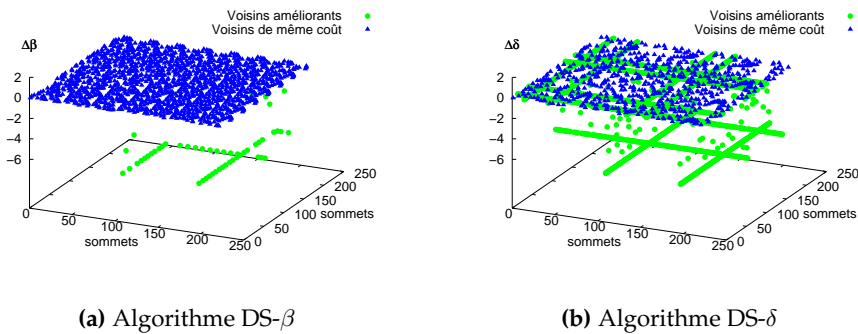 Voisins améliorants
Voisins de même coût
Δβ
2
0
−2
−4
−6
0
50
100
150
200
250
sommets
0
50
100
150
200
250
sommets
(a) Algorithme DS-β
Voisins améliorants
Voisins de même coût
Δδ
2
0
−2
−4
−6
0
50
100
150
200
250
sommets
0
50
100
150
200
250
sommets
(b) Algorithme DS-δ